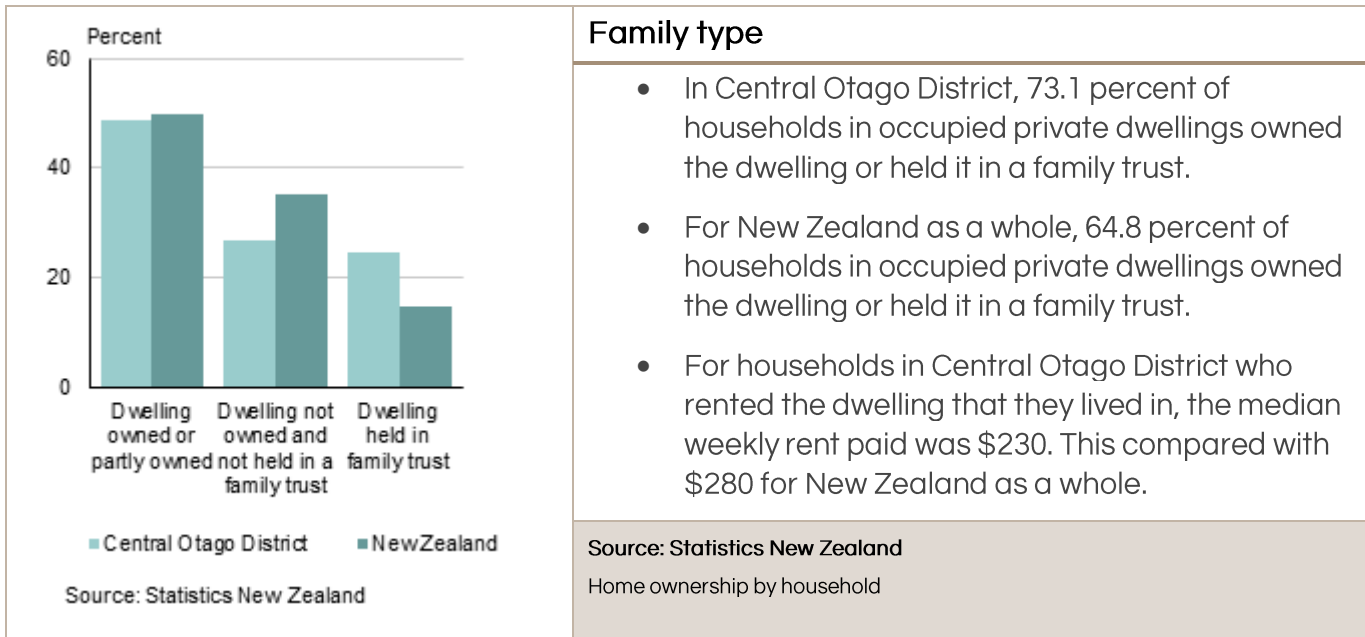 Percent
60
40
20
0
Dwelling owned or partly owned
Dwelling not owned and not held in a family trust
Dwelling held in family trust
Central Otago District
New Zealand
Source: Statistics New Zealand
Family type
• In Central Otago District, 73.1 percent of
households in occupied private dwellings owned
the dwelling or held it in a family trust.
• For New Zealand as a whole, 64.8 percent of
households in occupied private dwellings owned
the dwelling or held it in a family trust.
• For households in Central Otago District who
rented the dwelling that they lived in, the median
weekly rent paid was $230. This compared with
$280 for New Zealand as a whole.
Source: Statistics New Zealand
Home ownership by household